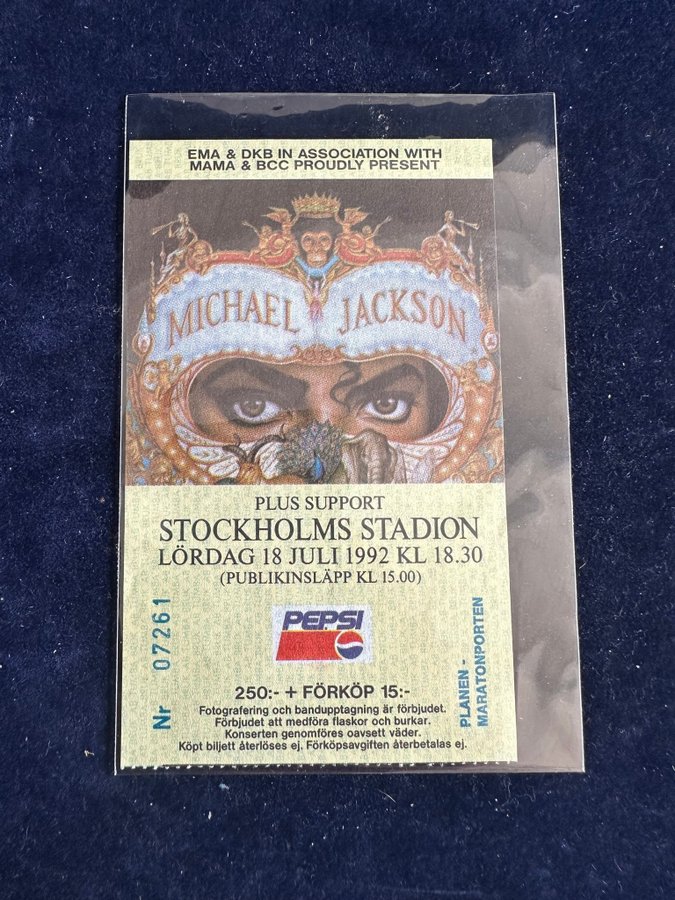 EMA & DKB IN ASSOCIATION WITH
MAMA & BCC PROUDLY PRESENT
MICHAEL JACKSON
PLUS SUPPORT
STOCKHOLMS STADION
LÖRDAG 18 JULI 1992 KL 18.30
(PUBLIKINSLÄPP KL 15.00)
Nr 07261
PEPSI
PLANEN -
MARATONPORTEN
250:- + FÖRKÖP 15:-
Fotografering och bandupptagning är förbjudet.
Förbjudet att medföra flaskor och burkar.
Konserten genomföres oavsett väder.
Köpt biljett återlöses ej. Förköpsavgiften återbetalas ej.